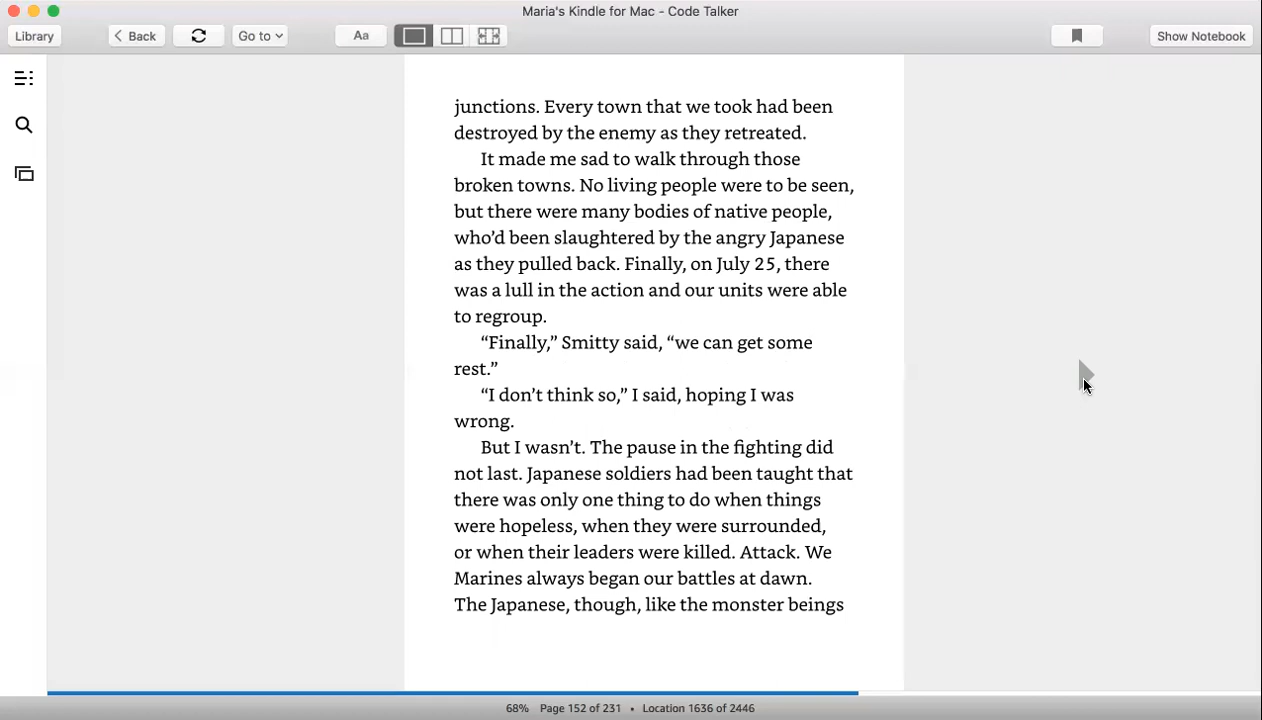 Maria's Kindle for Mac - Code Talker
Library
Back
Go to
Aa
Show Notebook
junctions. Every town that we took had been
destroyed by the enemy as they retreated.
It made me sad to walk through those
broken towns. No living people were to be seen,
but there were many bodies of native people,
who’d been slaughtered by the angry Japanese
as they pulled back. Finally, on July 25, there
was a lull in the action and our units were able
to regroup.
“Finally,” Smitty said, “we can get some
rest.”
“I don’t think so,” I said, hoping I was
wrong.
But I wasn’t. The pause in the fighting did
not last. Japanese soldiers had been taught that
there was only one thing to do when things
were hopeless, when they were surrounded,
or when their leaders were killed. Attack. We
Marines always began our battles at dawn.
The Japanese, though, like the monster beings
68% Page 152 of 231 • Location 1636 of 2446